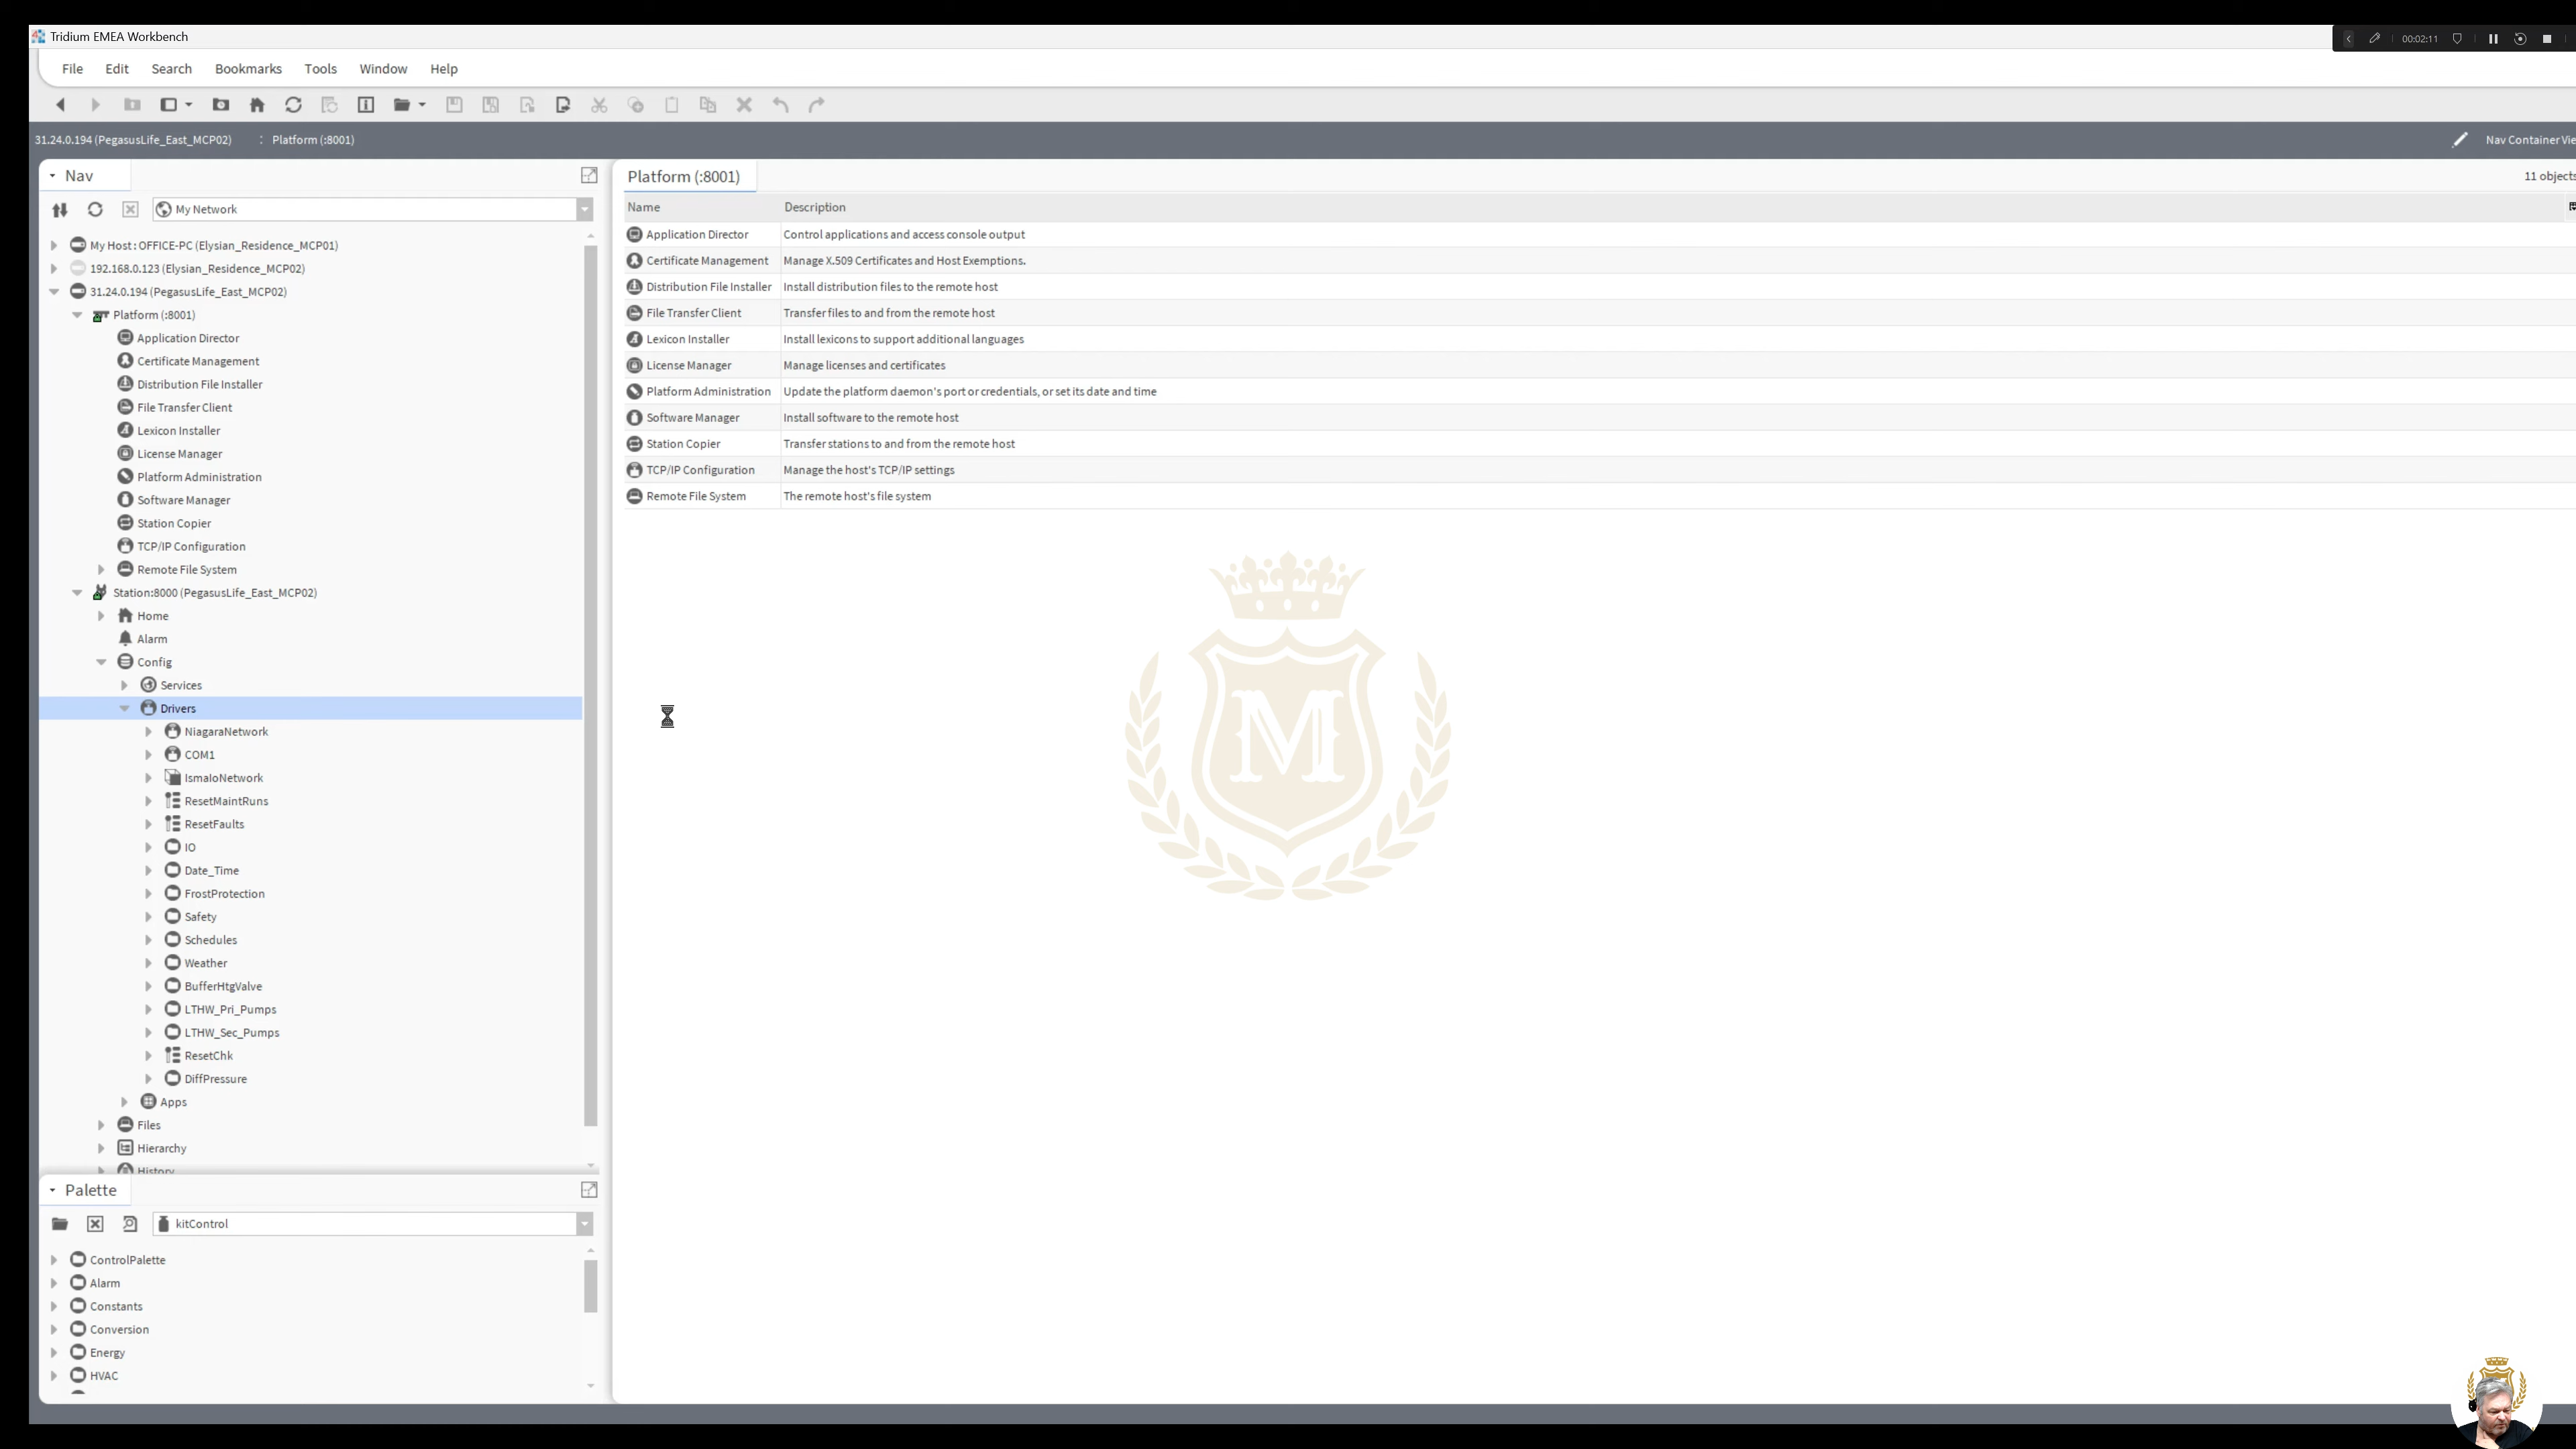 Tridium EMEA Workbench
00:02:11
File Edit Search Bookmarks Tools Window Help
31.24.0.194 (PegasusLife_East_MCP02) : Platform (:8001)
Nav Container Vie
Nav
My Network
My Host : OFFICE-PC (Elysian_Residence_MCP01)
192.168.0.123 (Elysian_Residence_MCP02)
31.24.0.194 (PegasusLife_East_MCP02)
Platform (:8001)
Application Director
Certificate Management
Distribution File Installer
File Transfer Client
Lexicon Installer
License Manager
Platform Administration
Software Manager
Station Copier
TCP/IP Configuration
Remote File System
Station:8000 (PegasusLife_East_MCP02)
Home
Alarm
Config
Services
Drivers
NiagaraNetwork
COM1
IsmaIoNetwork
ResetMaintRuns
ResetFaults
IO
Date_Time
FrostProtection
Safety
Schedules
Weather
BufferHtgValve
LTHW_Pri_Pumps
LTHW_Sec_Pumps
ResetChk
DiffPressure
Apps
Files
Hierarchy
History
Palette
kitControl
ControlPalette
Alarm
Constants
Conversion
Energy
HVAC
Platform (:8001)
11 objects
Name Description
Application Director Control applications and access console output
Certificate Management Manage X.509 Certificates and Host Exemptions.
Distribution File Installer Install distribution files to the remote host
File Transfer Client Transfer files to and from the remote host
Lexicon Installer Install lexicons to support additional languages
License Manager Manage licenses and certificates
Platform Administration Update the platform daemon's port or credentials, or set its date and time
Software Manager Install software to the remote host
Station Copier Transfer stations to and from the remote host
TCP/IP Configuration Manage the host's TCP/IP settings
Remote File System The remote host's file system
M